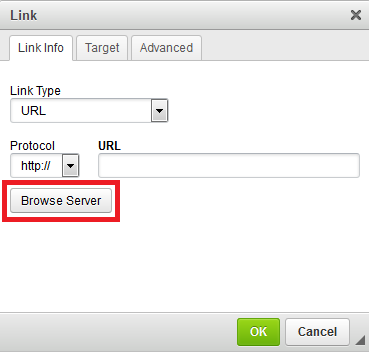 Link
Link Info Target Advanced
Link Type
URL
Protocol URL
http://
Browse Server
OK Cancel